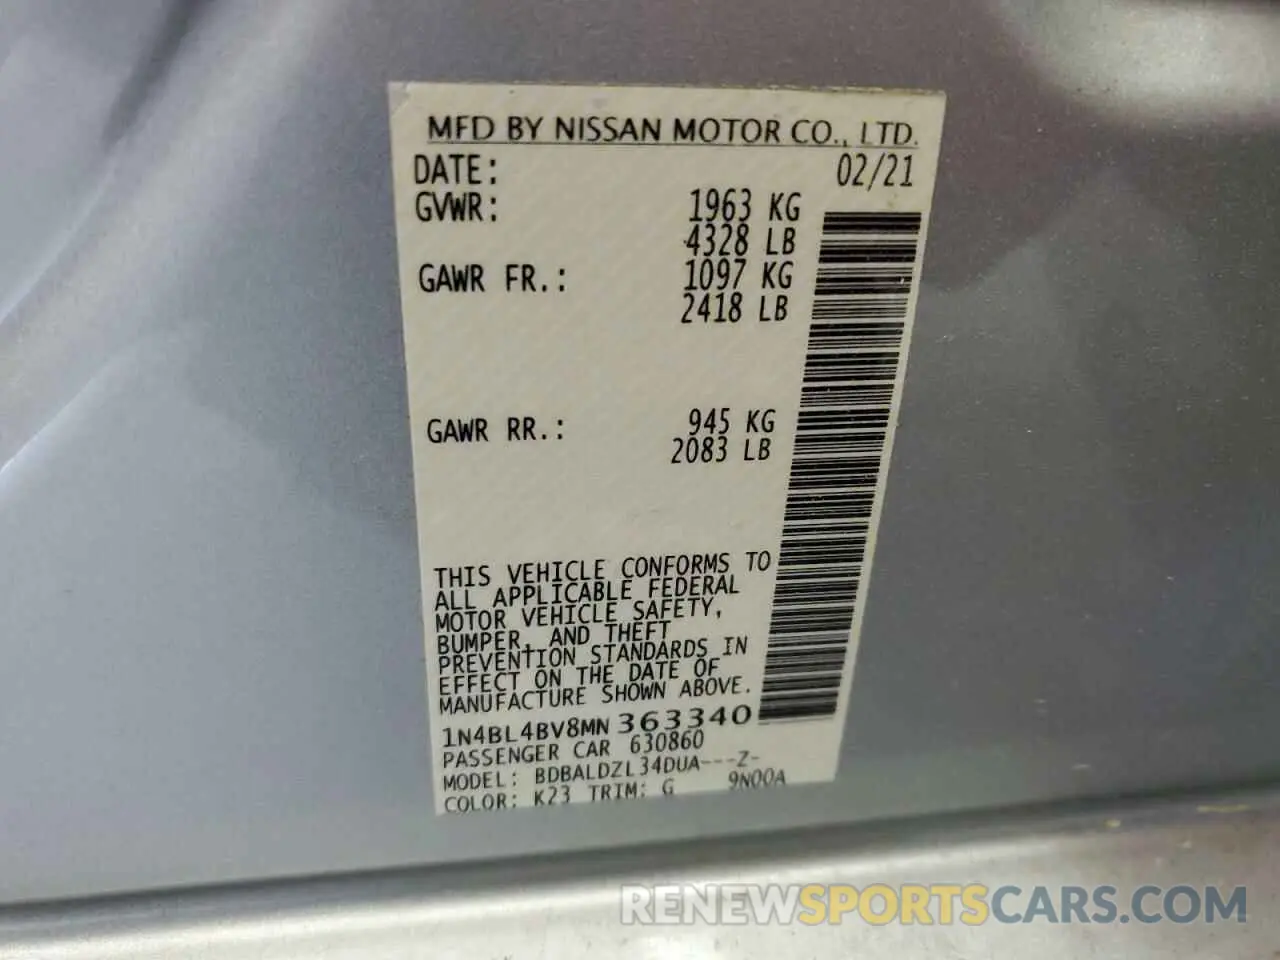 MFD BY NISSAN MOTOR CO., LTD.
DATE: 02/21
GVWR: 1963 KG
4328 LB
GAWR FR.: 1097 KG
2418 LB
GAWR RR.: 945 KG
2083 LB
THIS VEHICLE CONFORMS TO
ALL APPLICABLE FEDERAL
MOTOR VEHICLE SAFETY,
BUMPER, AND THEFT
PREVENTION STANDARDS IN
EFFECT ON THE DATE OF
MANUFACTURE SHOWN ABOVE.
1N4BL4BV8MN 363340
PASSENGER CAR 630860
MODEL: BDBALDZL34DUA---Z-
COLOR: K23 TRIM: G 9N00A
RENEWSPORTSCARS.COM